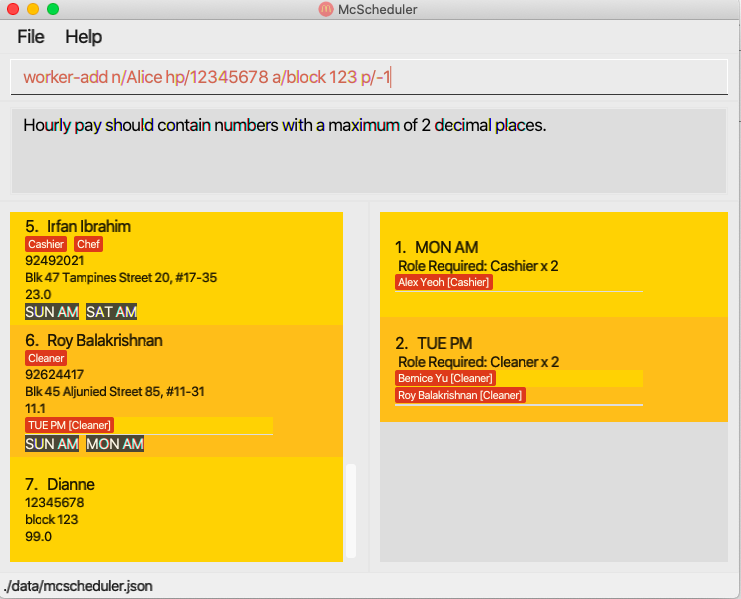 McScheduler
File Help
worker-add n/Alice hp/12345678 a/block 123 p/-1
Hourly pay should contain numbers with a maximum of 2 decimal places.
5. Irfan Ibrahim
Cashier Chef
92492021
Blk 47 Tampines Street 20, #17-35
23.0
SUN AM SAT AM
6. Roy Balakrishnan
Cleaner
92624417
Blk 45 Aljunied Street 85, #11-31
11.1
TUE PM [Cleaner]
SUN AM MON AM
7. Dianne
12345678
block 123
99.0
1. MON AM
Role Required: Cashier x 2
Alex Yeoh [Cashier]
2. TUE PM
Role Required: Cleaner x 2
Bernice Yu [Cleaner]
Roy Balakrishnan [Cleaner]
./data/mcscheduler.json